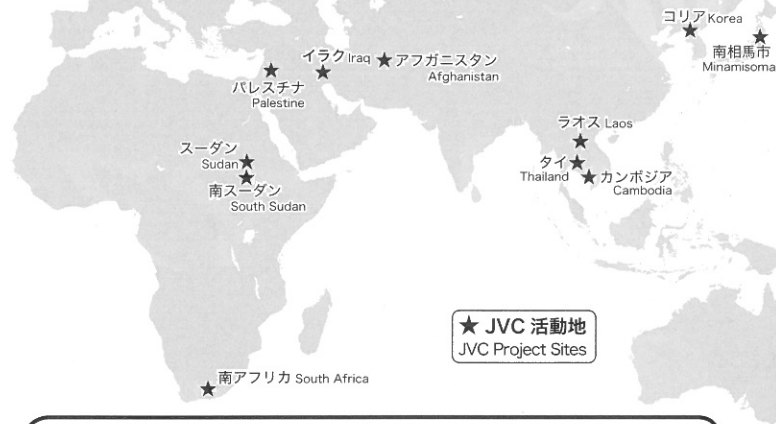 コリア Korea
南相馬市
Minamisoma
イラク Iraq
アフガニスタン
Afghanistan
パレスチナ
Palestine
ラオス Laos
スーダン
Sudan
タイ
Thailand
カンボジア
Cambodia
南スーダン
South Sudan
★ JVC 活動地
JVC Project Sites
南アフリカ South Africa